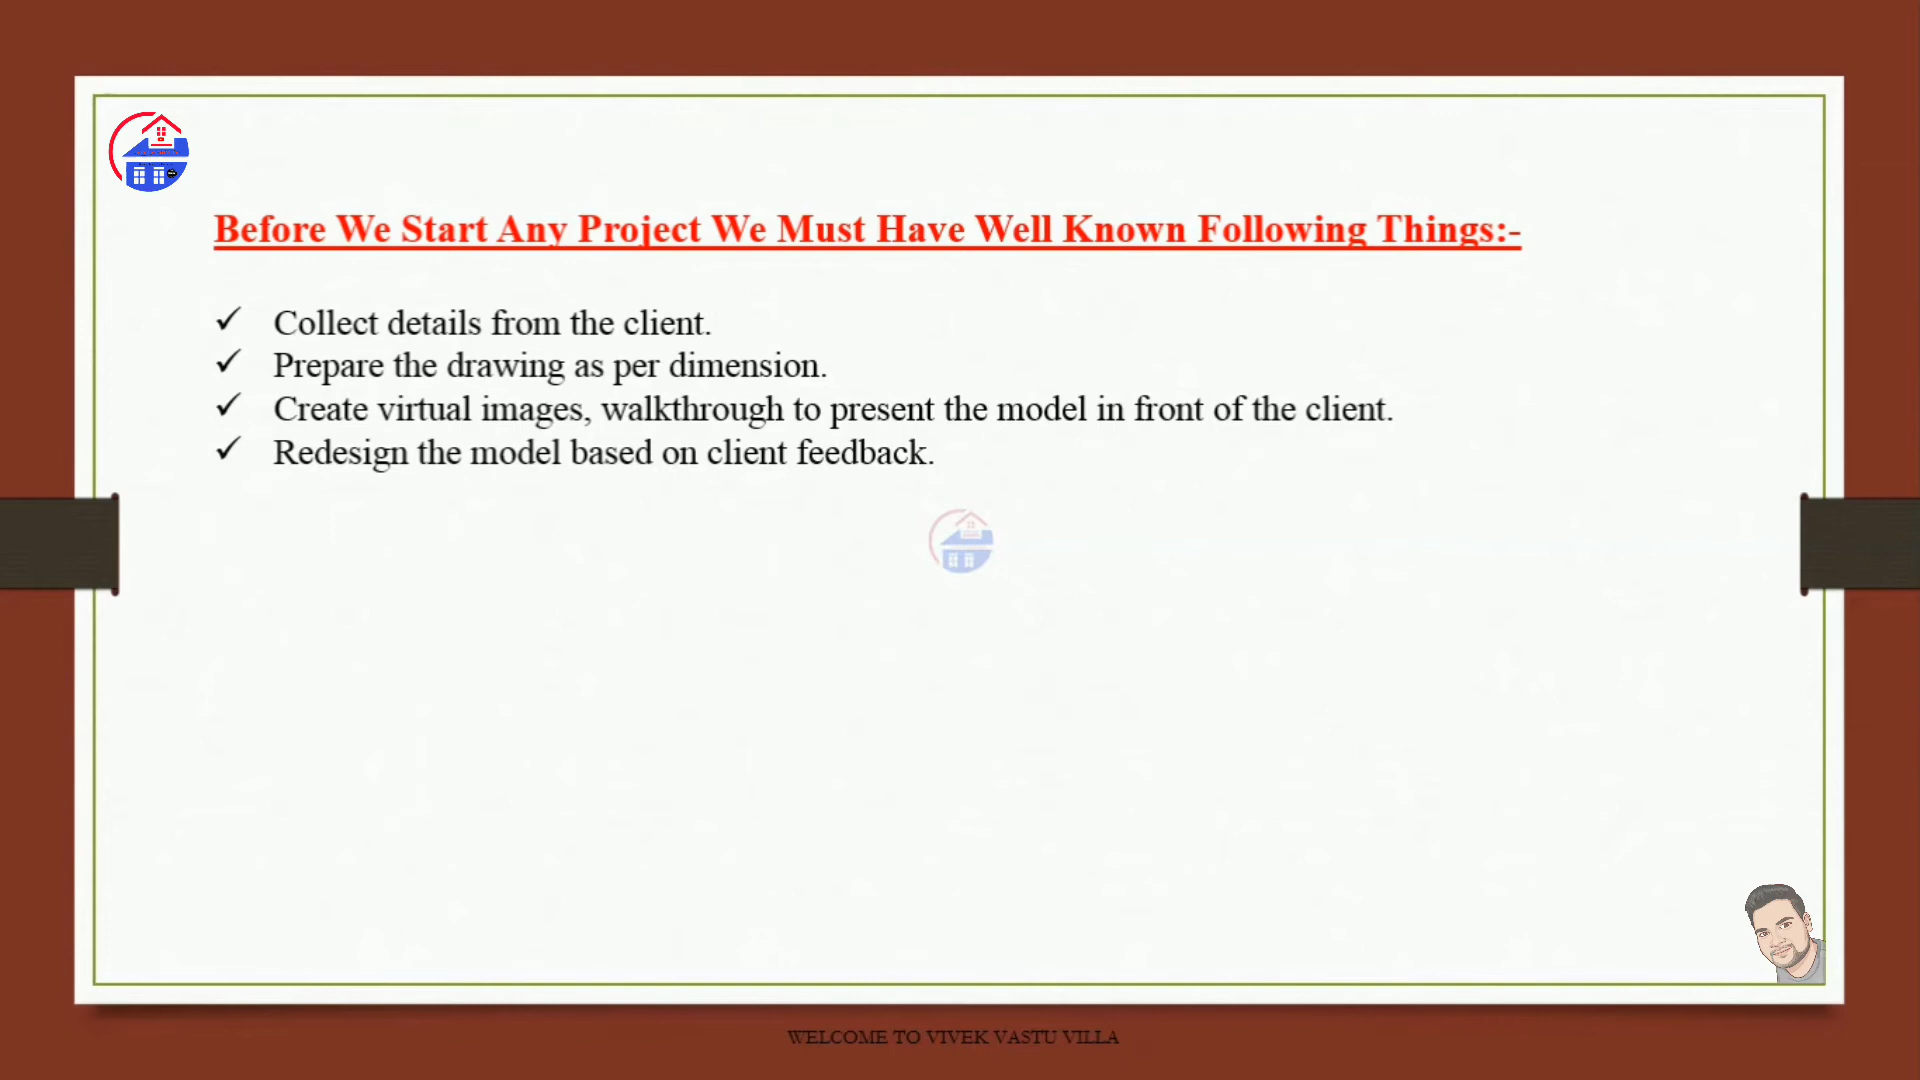 Before We Start Any Project We Must Have Well Known Following Things:-
✓ Collect details from the client.
✓ Prepare the drawing as per dimension.
✓ Create virtual images, walkthrough to present the model in front of the client.
✓ Redesign the model based on client feedback.
WELCOME TO VIVEK VASTU VILLA